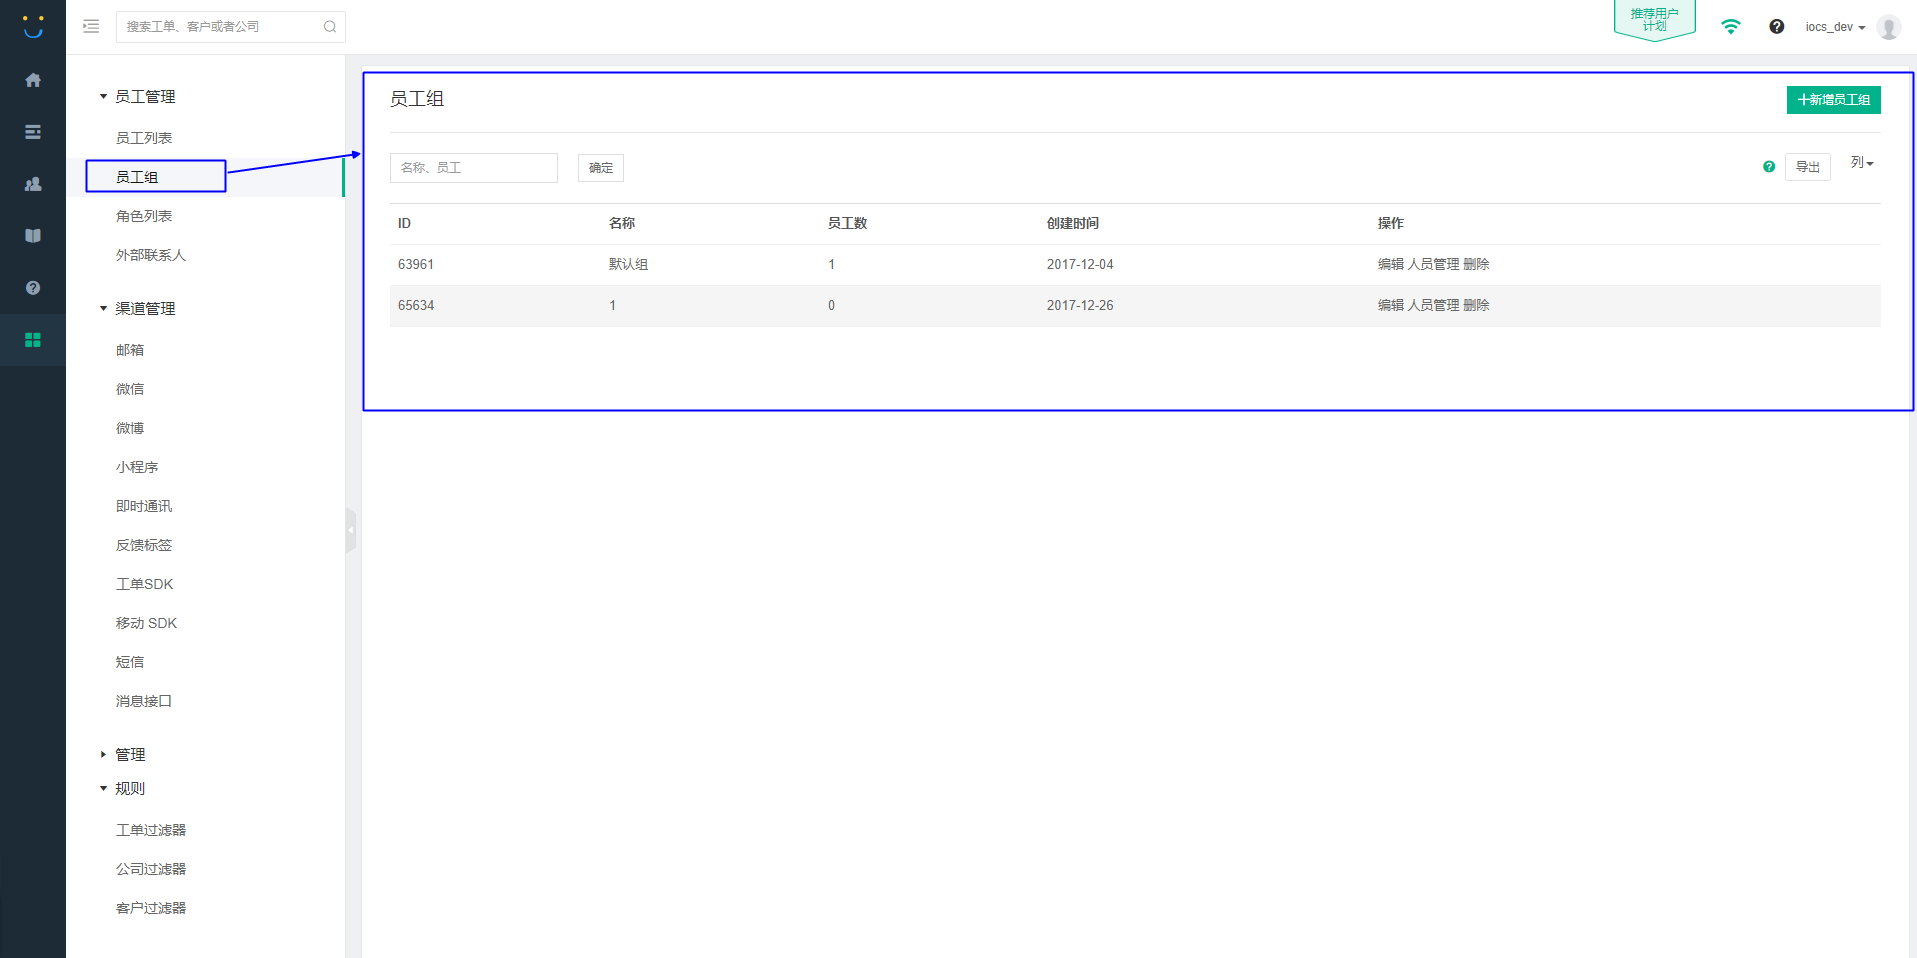 搜索工单、客户或者公司
推荐用户
计划
iocs_dev
员工管理
员工列表
员工组
角色列表
外部联系人
渠道管理
邮箱
微信
微博
小程序
即时通讯
反馈标签
工单SDK
移动 SDK
短信
消息接口
管理
规则
工单过滤器
公司过滤器
客户过滤器
员工组
+新增员工组
名称、员工 确定 导出 列
ID 名称 员工数 创建时间 操作
63961 默认组 1 2017-12-04 编辑 人员管理 删除
65634 1 0 2017-12-26 编辑 人员管理 删除